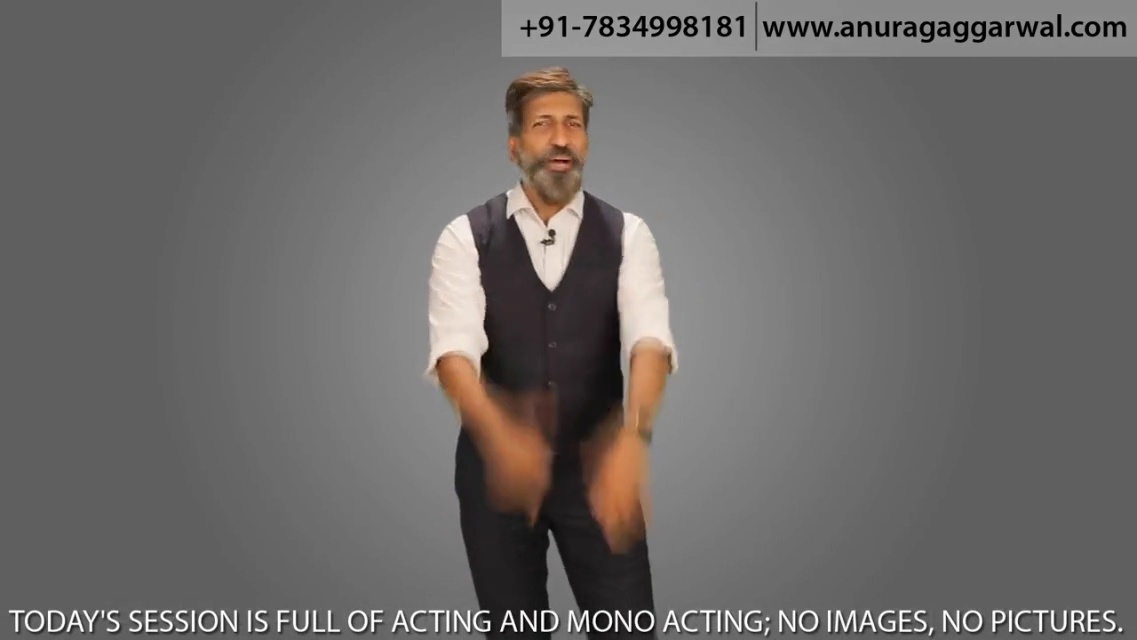 +91-7834998181 | www.anuragaggarwal.com
TODAY'S SESSION IS FULL OF ACTING AND MONO ACTING; NO IMAGES, NO PICTURES.